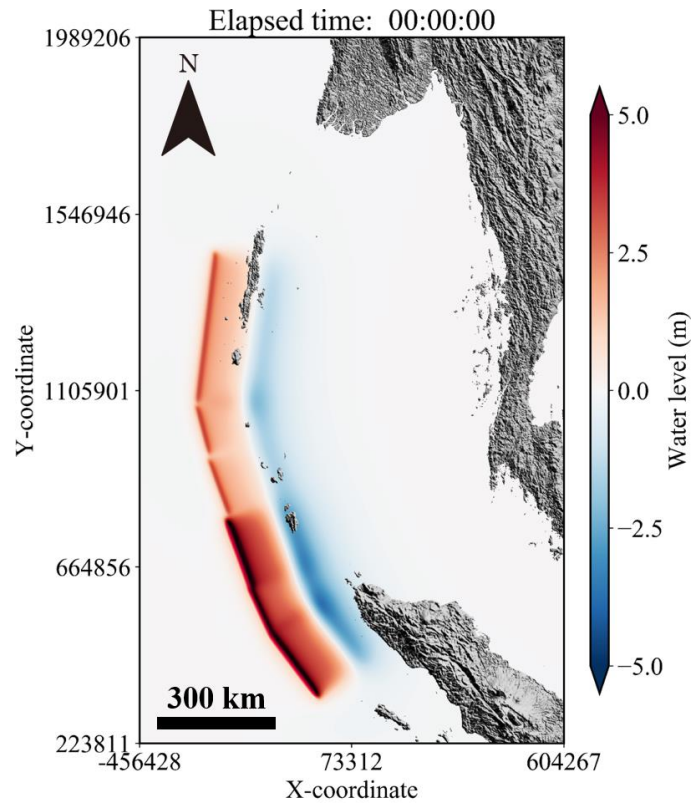 Elapsed time:  00:00:00
1989206
N
5.0
1546946
2.5
Y-coordinate
1105901
0.0
Water level (m)
−2.5
664856
300 km
−5.0
223811
-456428
73312
604267
X-coordinate